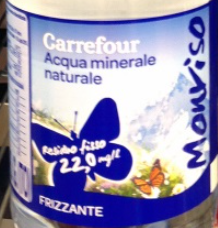 Carrefour
Acqua minerale
naturale
Monviso
Residuo fisso
22,0 mg/l
FRIZZANTE